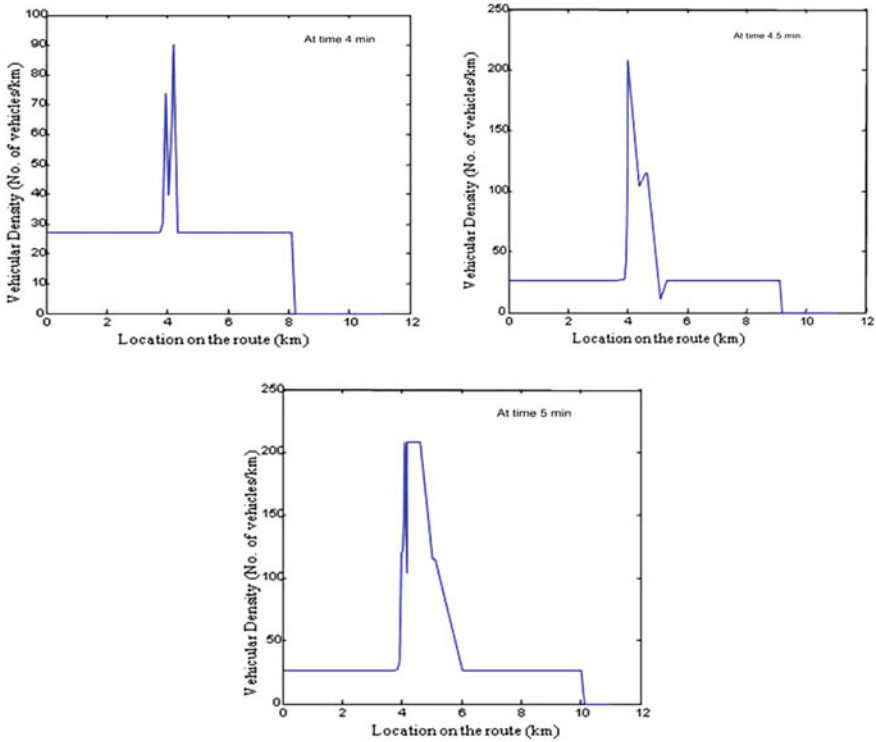 100
90
80
70
60
50
40
30
20
10
0
0 2 4 6 8 10 12
At time 4 min
Vehicular Density (No. of vehicles/km)
Location on the route (km)
250
200
150
100
50
0
0 2 4 6 8 10 12
At time 4.5 min
Vehicular Density (No. of vehicles/km)
Location on the route (km)
250
200
150
100
50
0
0 2 4 6 8 10 12
At time 5 min
Vehicular Density (No. of vehicles/km)
Location on the route (km)